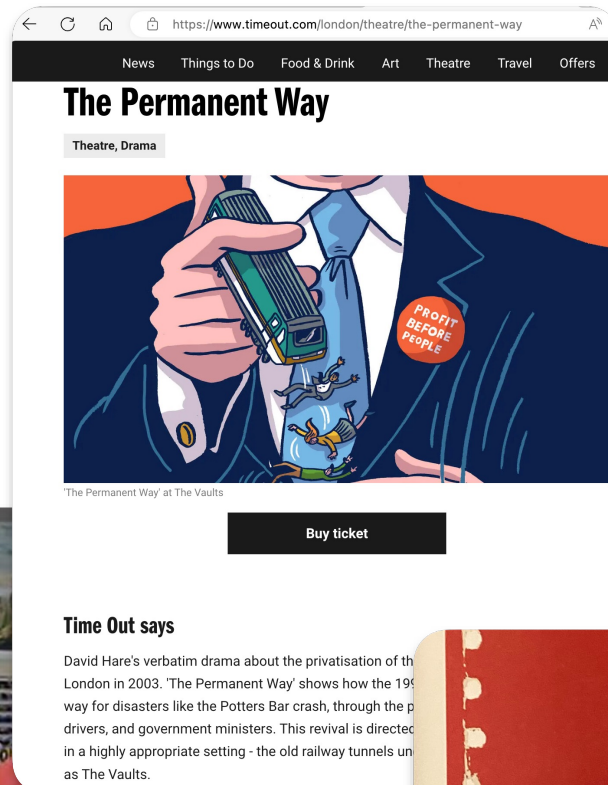 https://www.timeout.com/london/theatre/the-permanent-way
News Things to Do Food & Drink Art Theatre Travel Offers
The Permanent Way
Theatre, Drama
PROFIT
BEFORE
PEOPLE
'The Permanent Way' at The Vaults
Buy ticket
Time Out says
David Hare's verbatim drama about the privatisation of th
London in 2003. 'The Permanent Way' shows how the 199
way for disasters like the Potters Bar crash, through the p
drivers, and government ministers. This revival is directed
in a highly appropriate setting - the old railway tunnels un
as The Vaults.